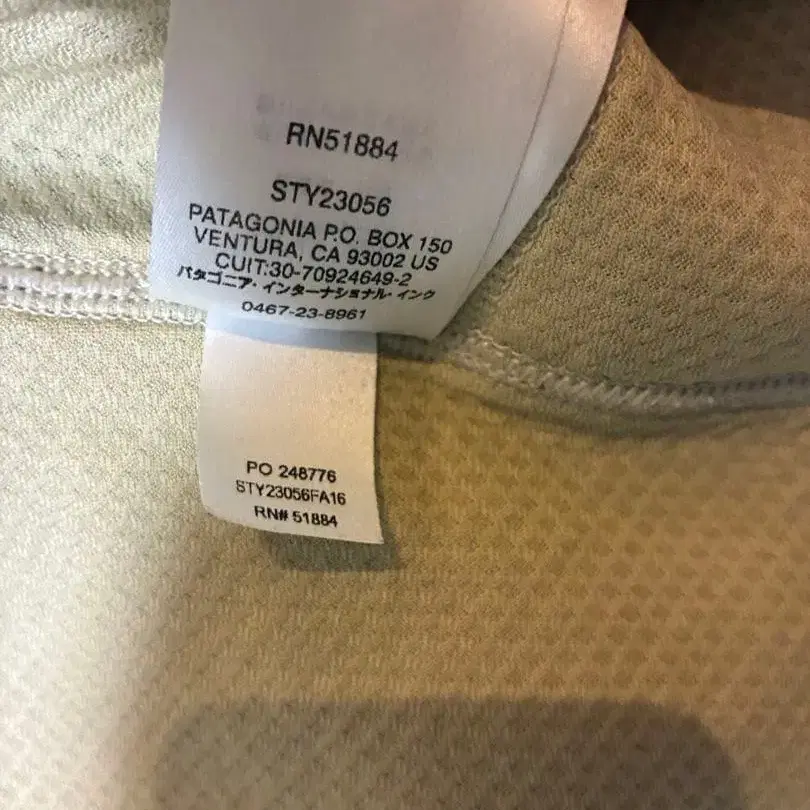 RN51884
STY23056
PATAGONIA P.O. BOX 150
VENTURA, CA 93002 US
CUIT:30-70924649-2
パタゴニア・インターナショナル・インク
0467-23-8961
PO 248776
STY23056FA16
RN# 51884